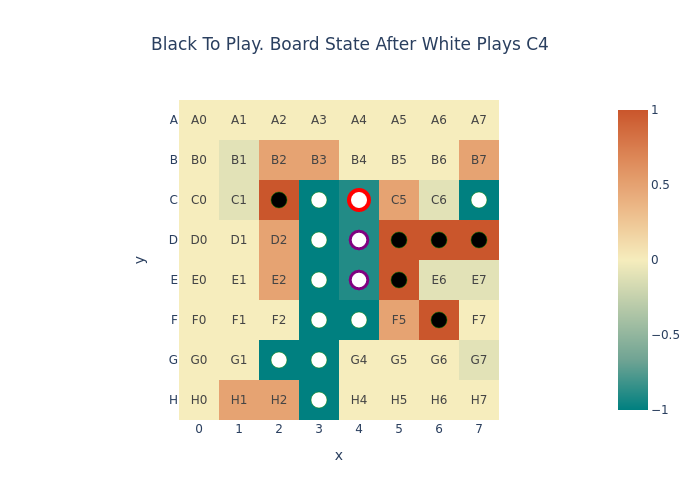 Black To Play. Board State After White Plays C4
A A0 A1 A2 A3 A4 A5 A6 A7
B B0 B1 B2 B3 B4 B5 B6 B7
C C0 C1 C5 C6
D D0 D1 D2
E E0 E1 E2 E6 E7
F F0 F1 F2 F5 F7
G G0 G1 G4 G5 G6 G7
H H0 H1 H2 H4 H5 H6 H7
0 1 2 3 4 5 6 7
x
y
1
0.5
0
−0.5
−1